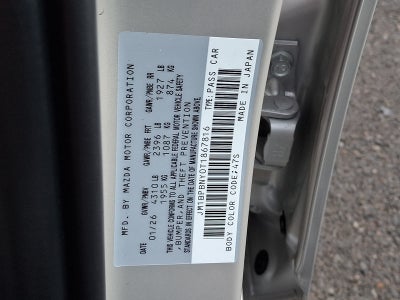 MFD. BY MAZDA MOTOR CORPORATION
DATE GVWR/PNBV GAWR/PNBE FRT GAWR/PNBE RR
01/26 4310 LB 2396 LB 1927 LB
1955 KG 1087 KG 874 KG
THIS VEHICLE CONFORMS TO ALL APPLICABLE FEDERAL MOTOR VEHICLE SAFETY
,BUMPER,AND THEFT PREVENTION
STANDARDS IN EFFECT ON THE DATE OF MANUFACTURE SHOWN ABOVE.
JM1BPBNY0T1867816 TYPE:PASS CAR
BODY COLOR CODE:47S MADE IN JAPAN